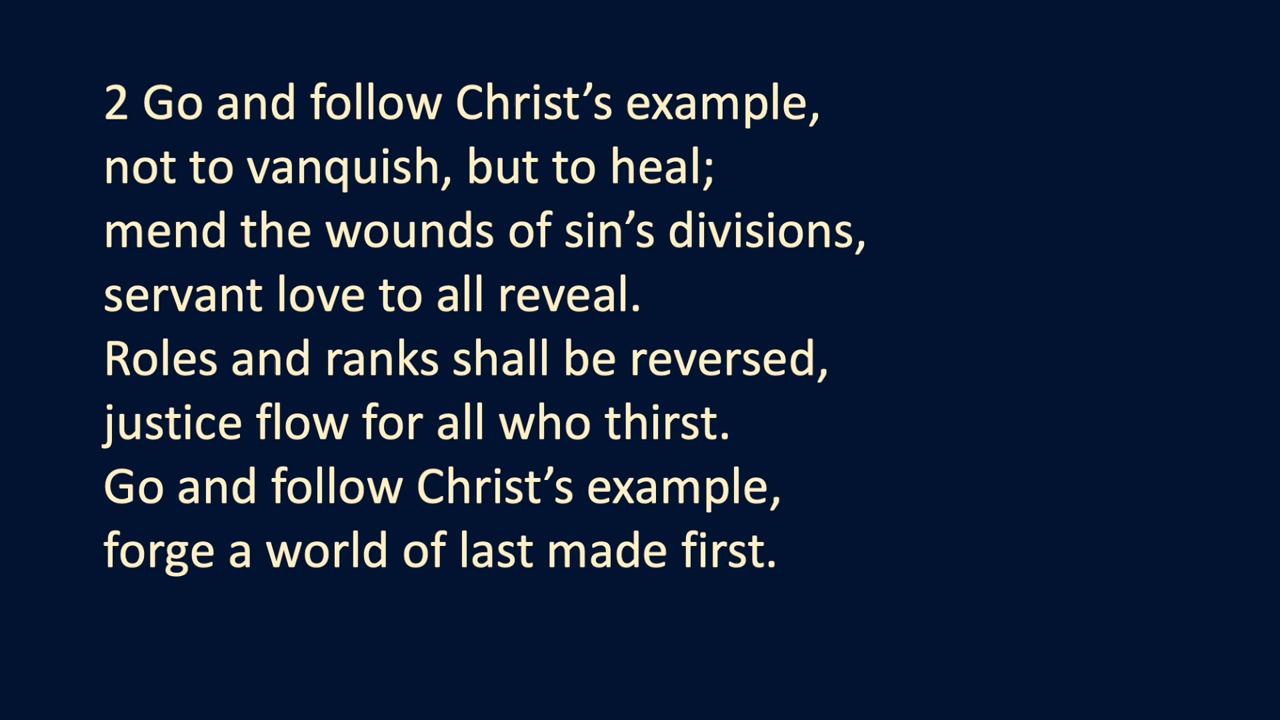 2 Go and follow Christ’s example,
not to vanquish, but to heal;
mend the wounds of sin’s divisions,
servant love to all reveal.
Roles and ranks shall be reversed,
justice flow for all who thirst.
Go and follow Christ’s example,
forge a world of last made first.